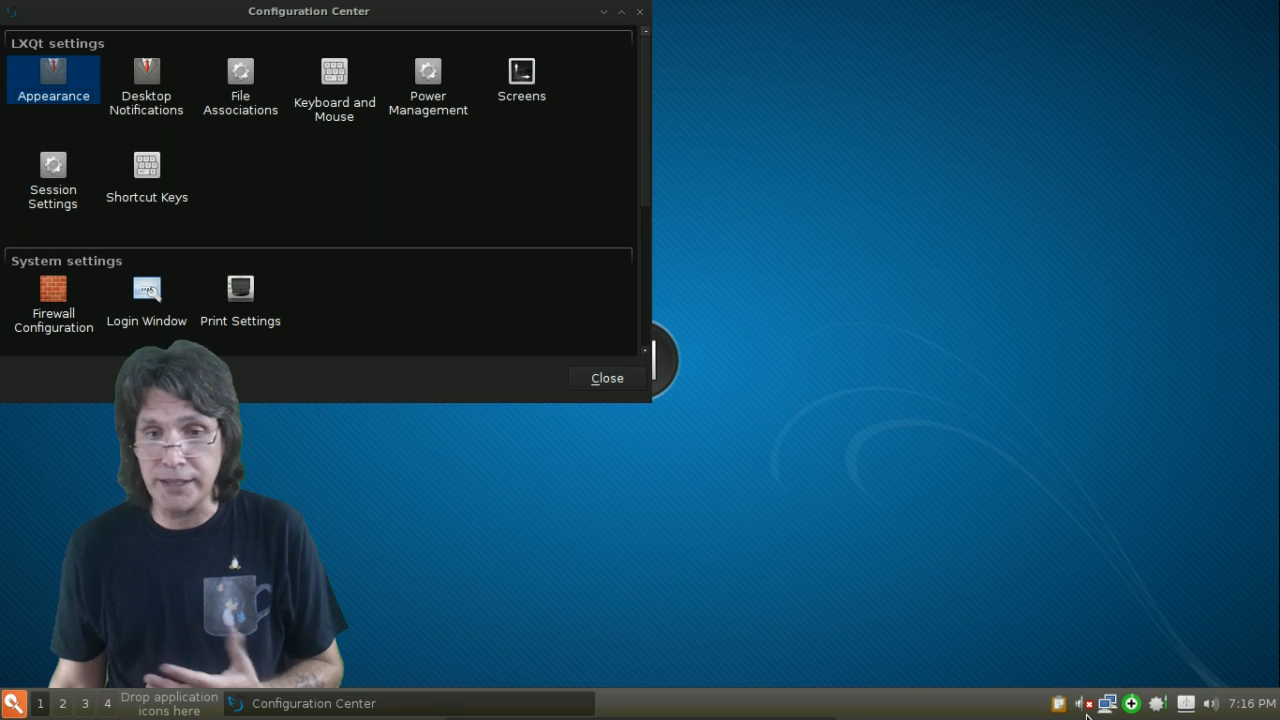 Configuration Center
LXQt settings
Appearance
Desktop
Notifications
File
Associations
Keyboard and
Mouse
Power
Management
Screens
Session
Settings
Shortcut Keys
System settings
Firewall
Configuration
Login Window
Print Settings
Close
1 2 3 4
Drop application
icons here
Configuration Center
7:16 PM